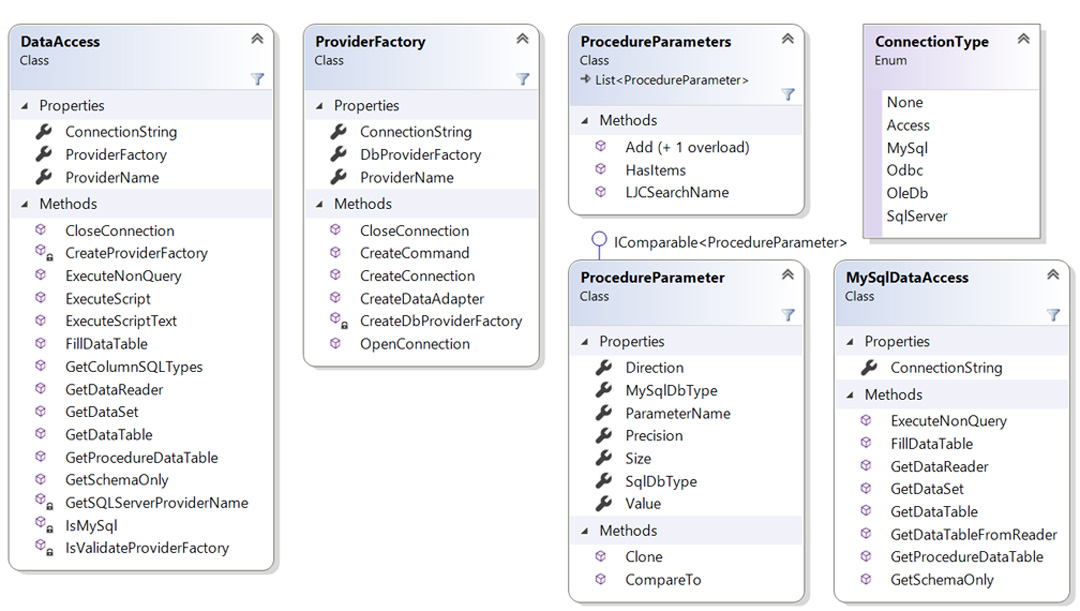 DataAccess
Class
Properties
ConnectionString
ProviderFactory
ProviderName
Methods
CloseConnection
CreateProviderFactory
ExecuteNonQuery
ExecuteScript
ExecuteScriptText
FillDataTable
GetColumnSQLTypes
GetDataReader
GetDataSet
GetDataTable
GetProcedureDataTable
GetSchemaOnly
GetSQLServerProviderName
IsMySql
IsValidateProviderFactory
ProviderFactory
Class
Properties
ConnectionString
DbProviderFactory
ProviderName
Methods
CloseConnection
CreateCommand
CreateConnection
CreateDataAdapter
CreateDbProviderFactory
OpenConnection
ProcedureParameters
Class
List<ProcedureParameter>
Methods
Add (+ 1 overload)
HasItems
LJCSearchName
ConnectionType
Enum
None
Access
MySql
Odbc
OleDb
SqlServer
IComparable<ProcedureParameter>
ProcedureParameter
Class
Properties
Direction
MySqlDbType
ParameterName
Precision
Size
SqlDbType
Value
Methods
Clone
CompareTo
MySqlDataAccess
Class
Properties
ConnectionString
Methods
ExecuteNonQuery
FillDataTable
GetDataReader
GetDataSet
GetDataTable
GetDataTableFromReader
GetProcedureDataTable
GetSchemaOnly